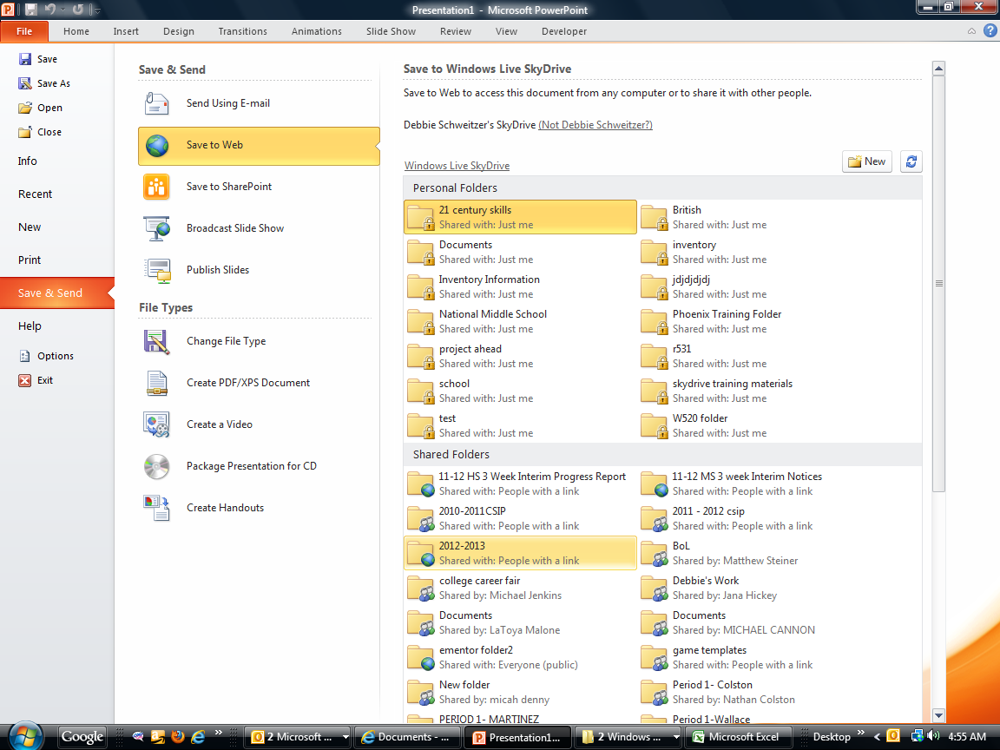 Presentation1 - Microsoft PowerPoint
File Home Insert Design Transitions Animations Slide Show Review View Developer
Save
Save As
Open
Close
Info
Recent
New
Print
Save & Send
Help
Options
Exit
Save & Send
Send Using E-mail
Save to Web
Save to SharePoint
Broadcast Slide Show
Publish Slides
File Types
Change File Type
Create PDF/XPS Document
Create a Video
Package Presentation for CD
Create Handouts
Save to Windows Live SkyDrive
Save to Web to access this document from any computer or to share it with other people.
Debbie Schweitzer's SkyDrive (Not Debbie Schweitzer?)
Windows Live SkyDrive
New
Personal Folders
21 century skills
Shared with: Just me
British
Shared with: Just me
Documents
Shared with: Just me
inventory
Shared with: Just me
Inventory Information
Shared with: Just me
jdjdjdjdj
Shared with: Just me
National Middle School
Shared with: Just me
Phoenix Training Folder
Shared with: Just me
project ahead
Shared with: Just me
r531
Shared with: Just me
school
Shared with: Just me
skydrive training materials
Shared with: Just me
test
Shared with: Just me
W520 folder
Shared with: Just me
Shared Folders
11-12 HS 3 Week Interim Progress Report
Shared with: People with a link
11-12 MS 3 week Interim Notices
Shared with: People with a link
2010-2011CSIP
Shared with: People with a link
2011 - 2012 csip
Shared with: People with a link
2012-2013
Shared with: People with a link
BoL
Shared by: Matthew Steiner
college career fair
Shared by: Michael Jenkins
Debbie's Work
Shared by: Jana Hickey
Documents
Shared by: LaToya Malone
Documents
Shared by: MICHAEL CANNON
ementor folder2
Shared with: Everyone (public)
game templates
Shared with: People with a link
New folder
Shared by: micah denny
Period 1- Colston
Shared by: Nathan Colston
PERIOD 1- MARTINEZ
Period 1-Wallace
Google
2 Microsoft ...
Documents - ...
Presentation1...
2 Windows ...
Microsoft Excel
Desktop
4:55 AM